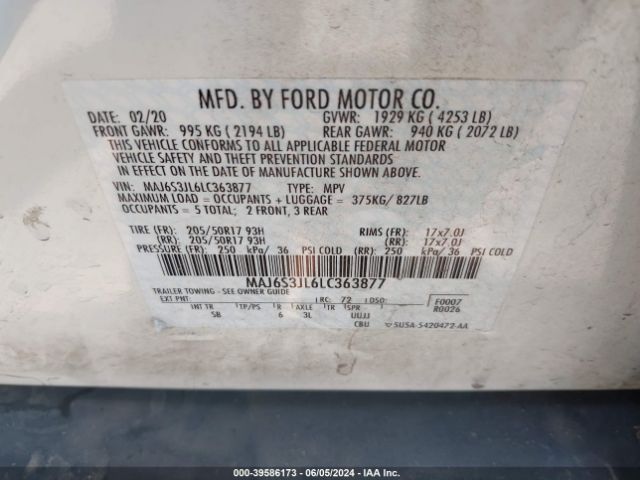 MFD. BY FORD MOTOR CO.
DATE: 02/20 GVWR: 1929 KG ( 4253 LB)
FRONT GAWR: 995 KG ( 2194 LB) REAR GAWR: 940 KG ( 2072 LB)
THIS VEHICLE CONFORMS TO ALL APPLICABLE FEDERAL MOTOR
VEHICLE SAFETY AND THEFT PREVENTION STANDARDS
IN EFFECT ON THE DATE OF MANUFACTURE SHOWN ABOVE.
VIN: MAJ6S3JL6LC363877 TYPE: MPV
MAXIMUM LOAD = OCCUPANTS + LUGGAGE = 375KG/ 827LB
OCCUPANTS = 5 TOTAL; 2 FRONT, 3 REAR
TIRE (FR): 205/50R17 93H RIMS (FR): 17x7.0J
(RR): 205/50R17 93H (RR): 17x7.0J
PRESSURE (FR): 250 kPa/ 36 PSI COLD (RR): 250 kPa/ 36 PSI COLD
MAJ6S3JL6LC363877
TRAILER TOWING - SEE OWNER GUIDE
EXT PNT: RC: 72 DSO: F0007
R0026
INT TR TP/PS R AXLE TR SPR
SB 6 3L UUJJ
CBU 5U5A-5420472-AA
000-39586173 - 06/05/2024 - IAA Inc.